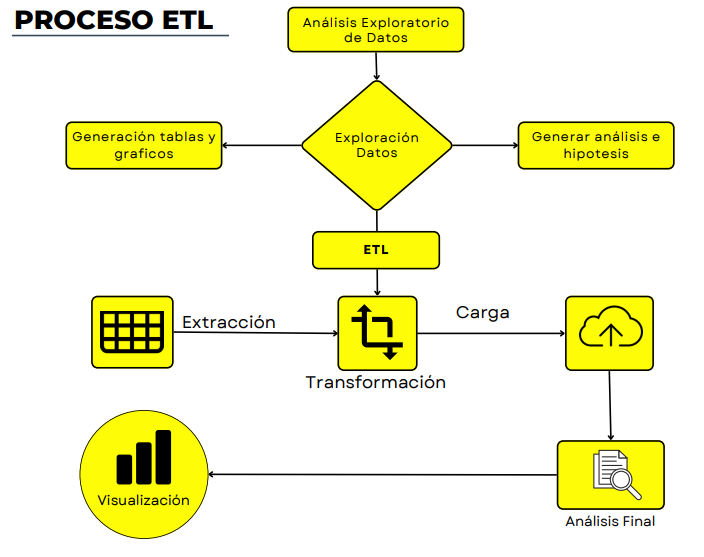 PROCESO ETL
Análisis Exploratorio
de Datos
Exploración
Datos
Generación tablas y
graficos
Generar análisis e
hipotesis
ETL
Extracción
Carga
Transformación
Visualización
Análisis Final